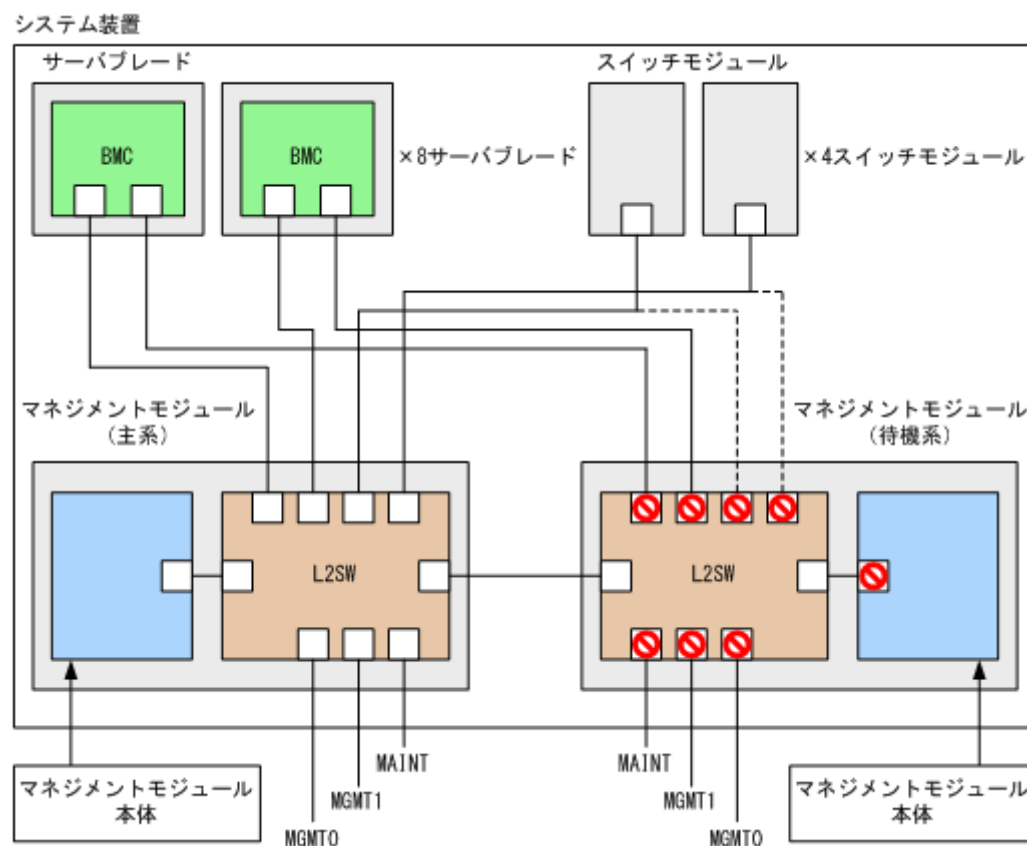 システム装置
サーバブレード
スイッチモジュール
BMC
BMC
×8サーバブレード
×4スイッチモジュール
マネジメントモジュール
(主系)
マネジメントモジュール
(待機系)
L2SW
L2SW
MAINT
MGMT1
MGMT0
MAINT
MGMT1
MGMT0
マネジメントモジュール
本体
マネジメントモジュール
本体